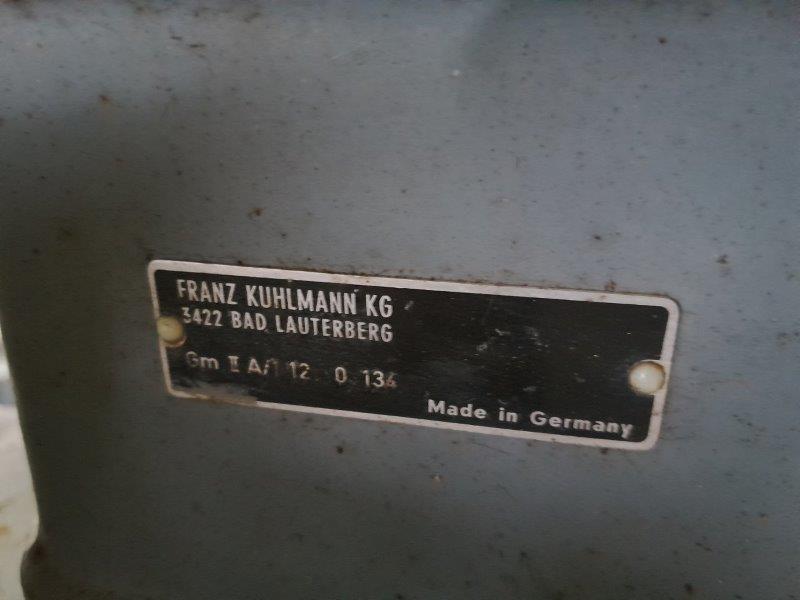 FRANZ KUHLMANN KG
3422 BAD LAUTERBERG
Gm II A/1 12 0 134
Made in Germany